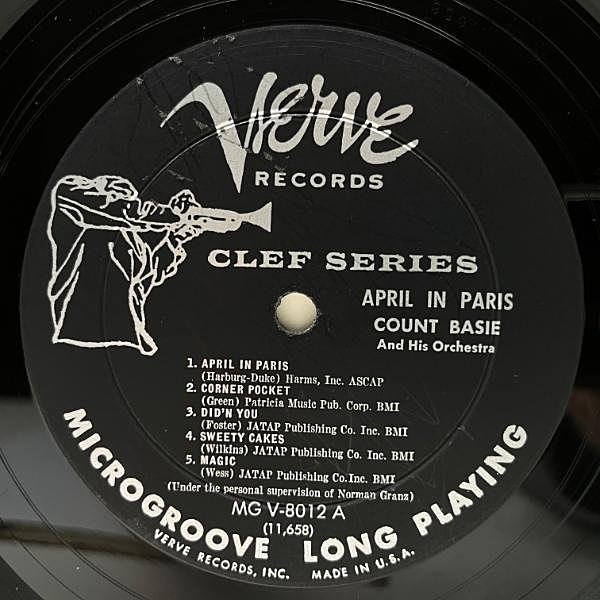 Verve
RECORDS
CLEF SERIES
APRIL IN PARIS
COUNT BASIE
And His Orchestra
1. APRIL IN PARIS
(Harburg-Duke) Harms, Inc. ASCAP
2. CORNER POCKET
(Green) Patricia Music Pub. Corp. BMI
3. DID'N YOU
(Foster) JATAP Publishing Co. Inc. BMI
4. SWEETY CAKES
(Wilkins) JATAP Publishing Co. Inc. BMI
5. MAGIC
(Wess) JATAP Publishing Co.Inc. BMI
(Under the personal supervision of Norman Granz)
MG V-8012 A
(11,658)
MICROGROOVE LONG PLAYING
VERVE RECORDS, INC. MADE IN U.S.A.